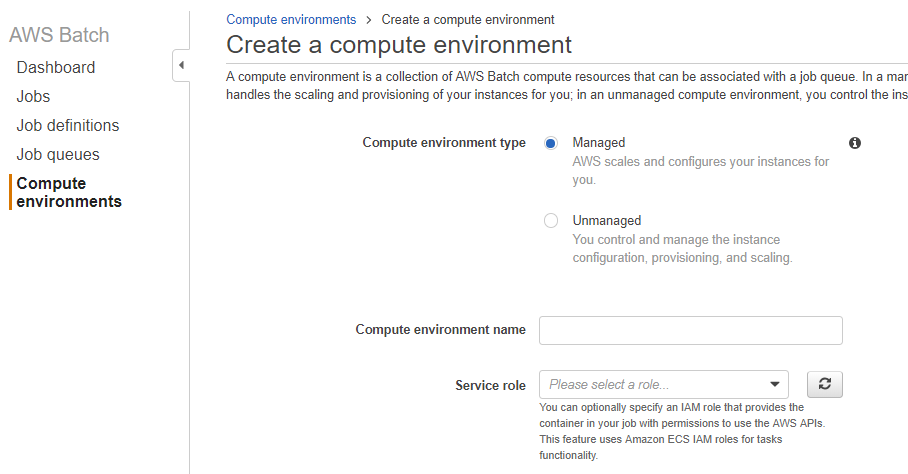 AWS Batch
Dashboard
Jobs
Job definitions
Job queues
Compute
environments
Compute environments > Create a compute environment
Create a compute environment
A compute environment is a collection of AWS Batch compute resources that can be associated with a job queue. In a mar
handles the scaling and provisioning of your instances for you; in an unmanaged compute environment, you control the ins
Compute environment type
Managed
AWS scales and configures your instances for
you.
Unmanaged
You control and manage the instance
configuration, provisioning, and scaling.
Compute environment name
Service role
Please select a role...
You can optionally specify an IAM role that provides the
container in your job with permissions to use the AWS APIs.
This feature uses Amazon ECS IAM roles for tasks
functionality.